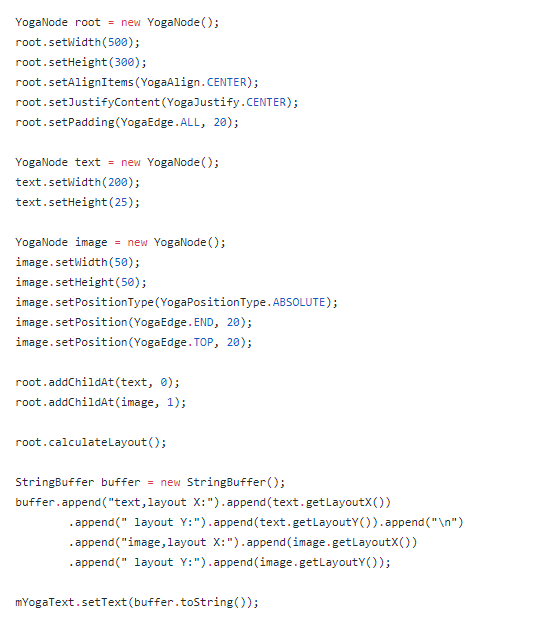 YogaNode root = new YogaNode();
root.setWidth(500);
root.setHeight(300);
root.setAlignItems(YogaAlign.CENTER);
root.setJustifyContent(YogaJustify.CENTER);
root.setPadding(YogaEdge.ALL, 20);

YogaNode text = new YogaNode();
text.setWidth(200);
text.setHeight(25);

YogaNode image = new YogaNode();
image.setWidth(50);
image.setHeight(50);
image.setPositionType(YogaPositionType.ABSOLUTE);
image.setPosition(YogaEdge.END, 20);
image.setPosition(YogaEdge.TOP, 20);

root.addChildAt(text, 0);
root.addChildAt(image, 1);

root.calculateLayout();

StringBuffer buffer = new StringBuffer();
buffer.append("text,layout X:").append(text.getLayoutX())
        .append(" layout Y:").append(text.getLayoutY()).append("\n")
        .append("image,layout X:").append(image.getLayoutX())
        .append(" layout Y:").append(image.getLayoutY());

mYogaText.setText(buffer.toString());